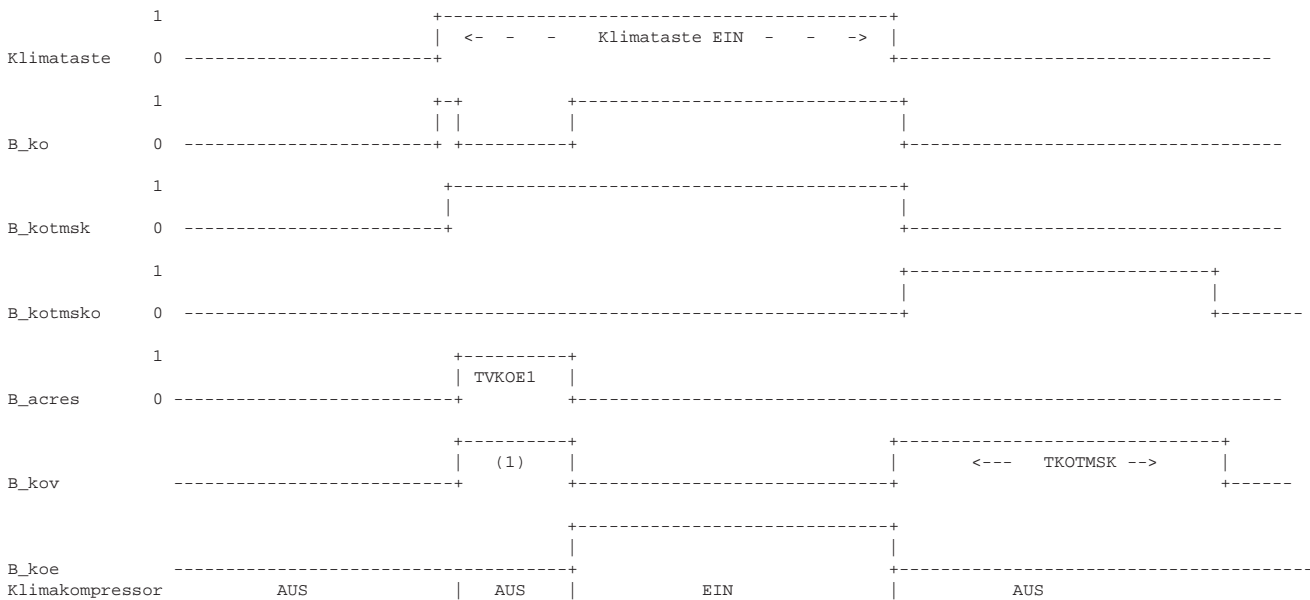 1
<- - - Klimataste EIN - - ->
Klimataste 0
1
B_ko 0
1
B_kotmsk 0
1
B_kotmsko 0
1
TVKOE1
B_acres 0
(1) <--- TKOTMSK -->
B_kov
B_koe
Klimakompressor AUS | AUS | EIN | AUS